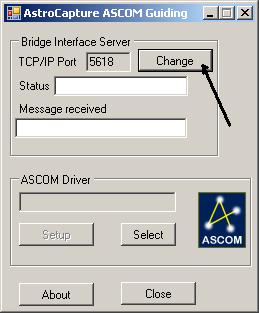 AstroCapture ASCOM Guiding
Bridge Interface Server
TCP/IP Port 5618 Change
Status
Message received
ASCOM Driver
Setup Select
ASCOM
About Close